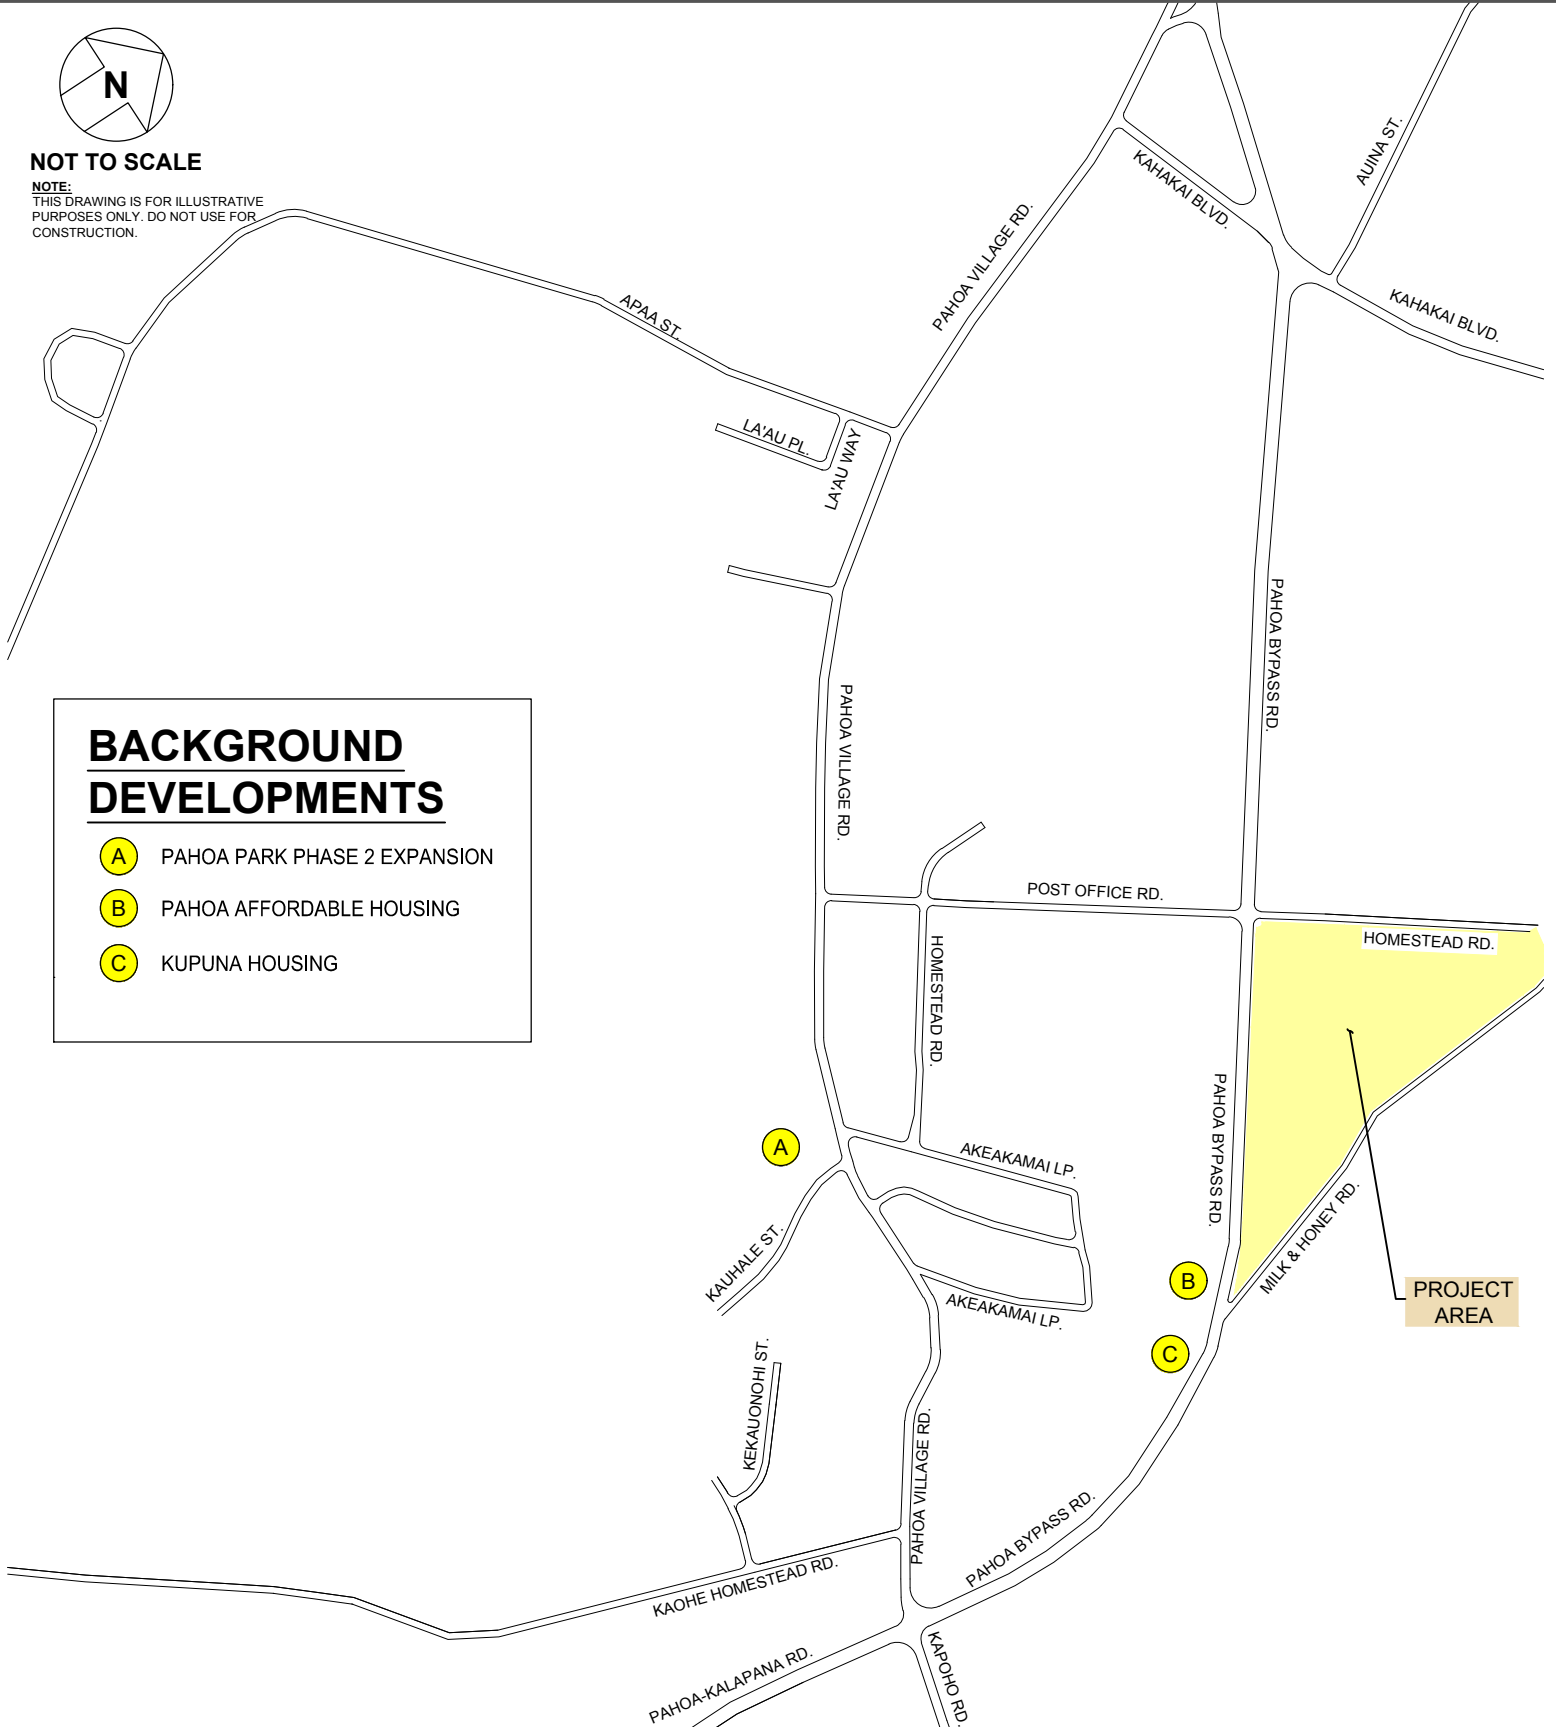 N
NOT TO SCALE
NOTE:
THIS DRAWING IS FOR ILLUSTRATIVE
PURPOSES ONLY. DO NOT USE FOR
CONSTRUCTION.
KAHAKAI BLVD.
AUINA ST.
PAHOA VILLAGE RD.
KAHAKAI BLVD.
APAA ST.
LA'AU PL.
LA'AU WAY
PAHOA BYPASS RD.
PAHOA VILLAGE RD.
BACKGROUND
DEVELOPMENTS
A PAHOA PARK PHASE 2 EXPANSION
B PAHOA AFFORDABLE HOUSING
C KUPUNA HOUSING
POST OFFICE RD.
HOMESTEAD RD.
HOMESTEAD RD.
PAHOA BYPASS RD.
A
AKEAKAMAI LP.
KAUHALE ST.
MILK & HONEY RD.
B
AKEAKAMAI LP.
PROJECT
AREA
C
KEKAUONOHI ST.
PAHOA VILLAGE RD.
PAHOA BYPASS RD.
KAOHE HOMESTEAD RD.
PAHOA-KALAPANA RD.
KAPOHO RD.